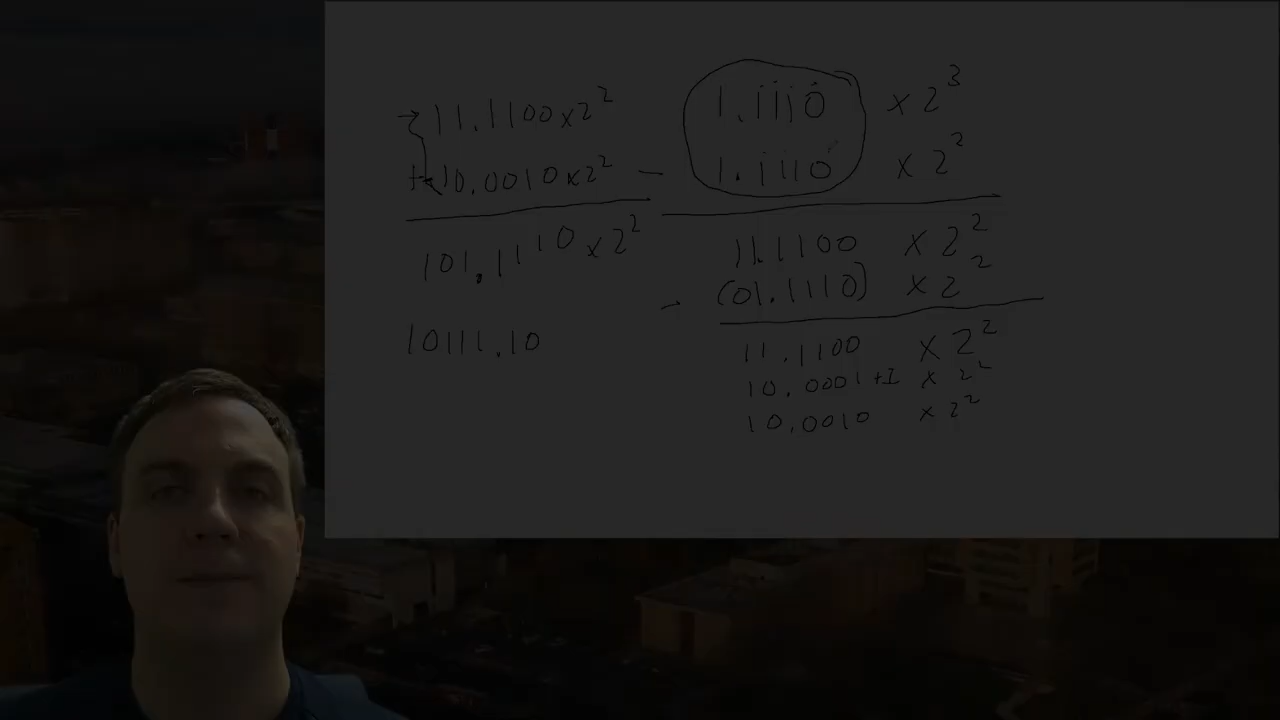 11.1100 x 2^2
+ 10.0010 x 2^2
101.1110 x 2^2
10111.10
1.1110 x 2^3
- 1.1110 x 2^2
11.1100 x 2^2
- (01.1110) x 2^2
11.1100 x 2^2
10.0001 +1 x 2^2
10.0010 x 2^2